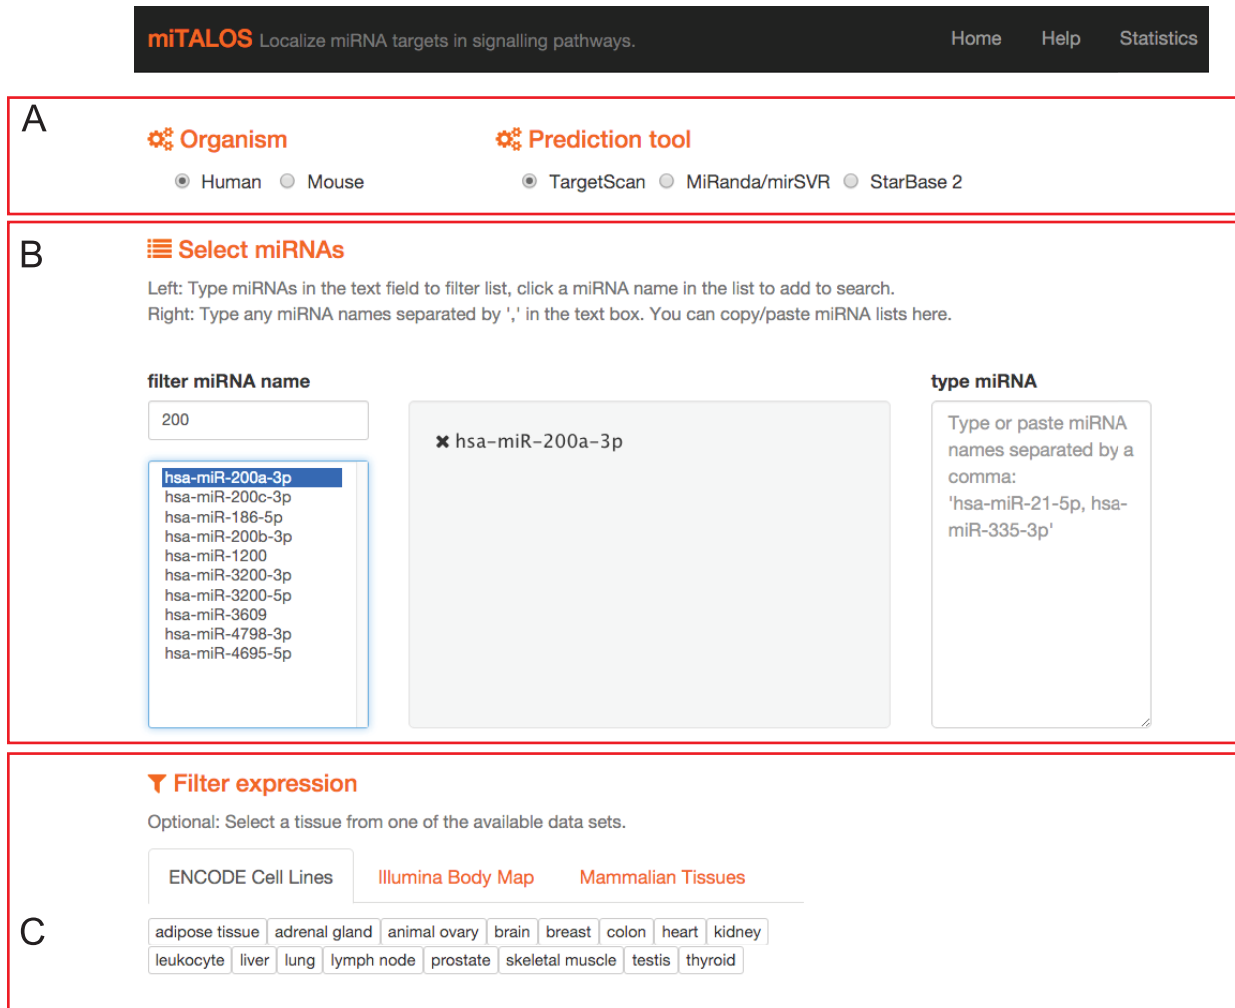 miTALOS Localize miRNA targets in signalling pathways. Home Help Statistics
A
Organism Prediction tool
Human Mouse TargetScan MiRanda/mirSVR StarBase 2
B
Select miRNAs
Left: Type miRNAs in the text field to filter list, click a miRNA name in the list to add to search.
Right: Type any miRNA names separated by ',' in the text box. You can copy/paste miRNA lists here.
filter miRNA name
200
hsa-miR-200a-3p
hsa-miR-200c-3p
hsa-miR-186-5p
hsa-miR-200b-3p
hsa-miR-1200
hsa-miR-3200-3p
hsa-miR-3200-5p
hsa-miR-3609
hsa-miR-4798-3p
hsa-miR-4695-5p
✖ hsa-miR-200a-3p
type miRNA
Type or paste miRNA
names separated by a
comma:
'hsa-miR-21-5p, hsa-
miR-335-3p'
C
Filter expression
Optional: Select a tissue from one of the available data sets.
ENCODE Cell Lines Illumina Body Map Mammalian Tissues
adipose tissue adrenal gland animal ovary brain breast colon heart kidney
leukocyte liver lung lymph node prostate skeletal muscle testis thyroid